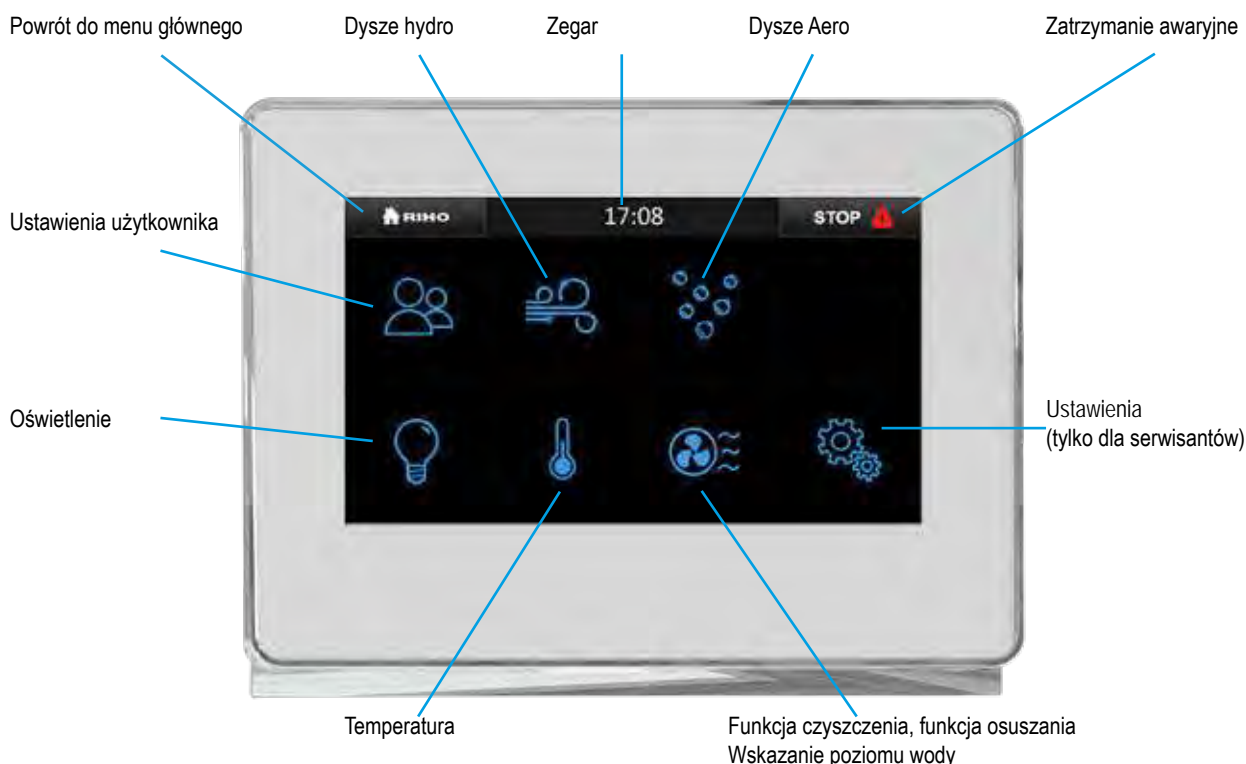 Powrót do menu głównego
Dysze hydro
Zegar
Dysze Aero
Zatrzymanie awaryjne
RIHO
17:08
STOP
Ustawienia użytkownika
Oświetlenie
Ustawienia
(tylko dla serwisantów)
Temperatura
Funkcja czyszczenia, funkcja osuszania
Wskazanie poziomu wody